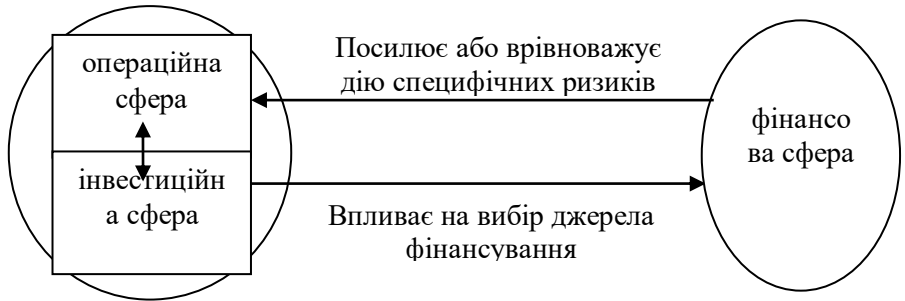 операційна
сфера
інвестиційн
а сфера
Посилює або врівноважує
дію специфічних ризиків
Впливає на вибір джерела
фінансування
фінансо
ва сфера